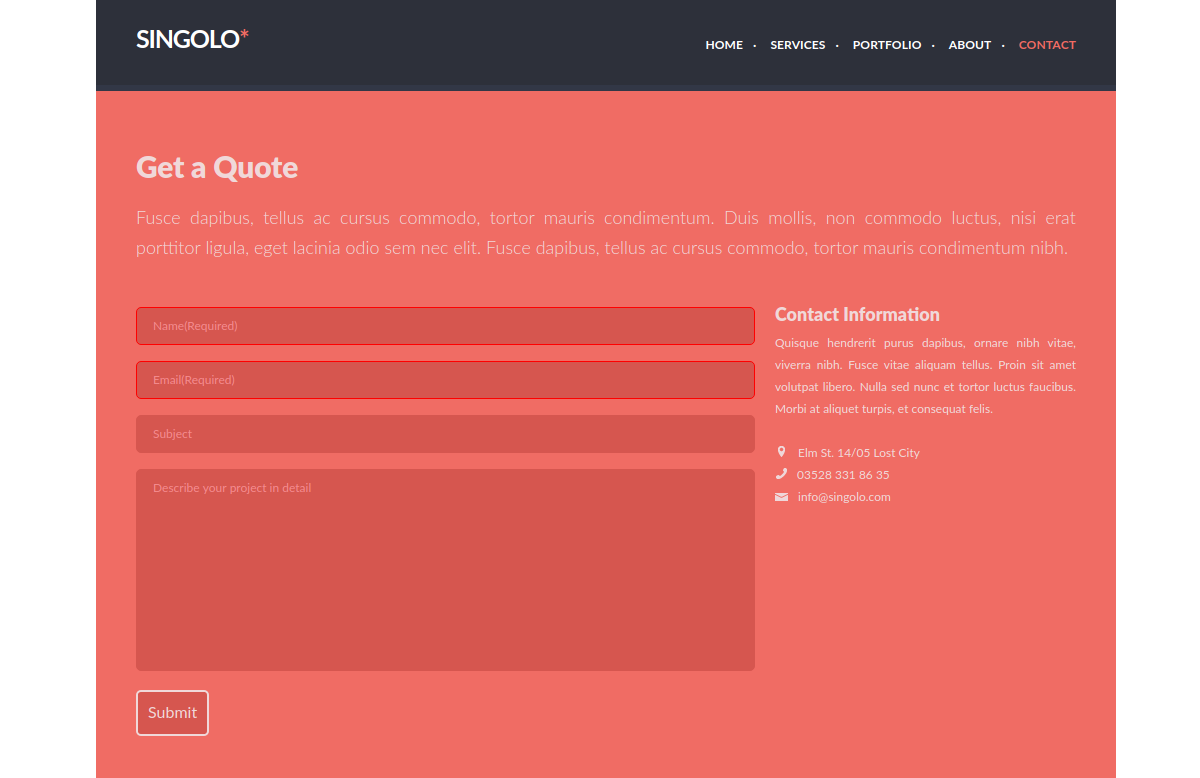 SINGOLO*
HOME · SERVICES · PORTFOLIO · ABOUT · CONTACT
Get a Quote
Fusce dapibus, tellus ac cursus commodo, tortor mauris condimentum. Duis mollis, non commodo luctus, nisi erat
porttitor ligula, eget lacinia odio sem nec elit. Fusce dapibus, tellus ac cursus commodo, tortor mauris condimentum nibh.
Name(Required)
Email(Required)
Subject
Describe your project in detail
Submit
Contact Information
Quisque hendrerit purus dapibus, ornare nibh vitae,
viverra nibh. Fusce vitae aliquam tellus. Proin sit amet
volutpat libero. Nulla sed nunc et tortor luctus faucibus.
Morbi at aliquet turpis, et consequat felis.
Elm St. 14/05 Lost City
03528 331 86 35
info@singolo.com